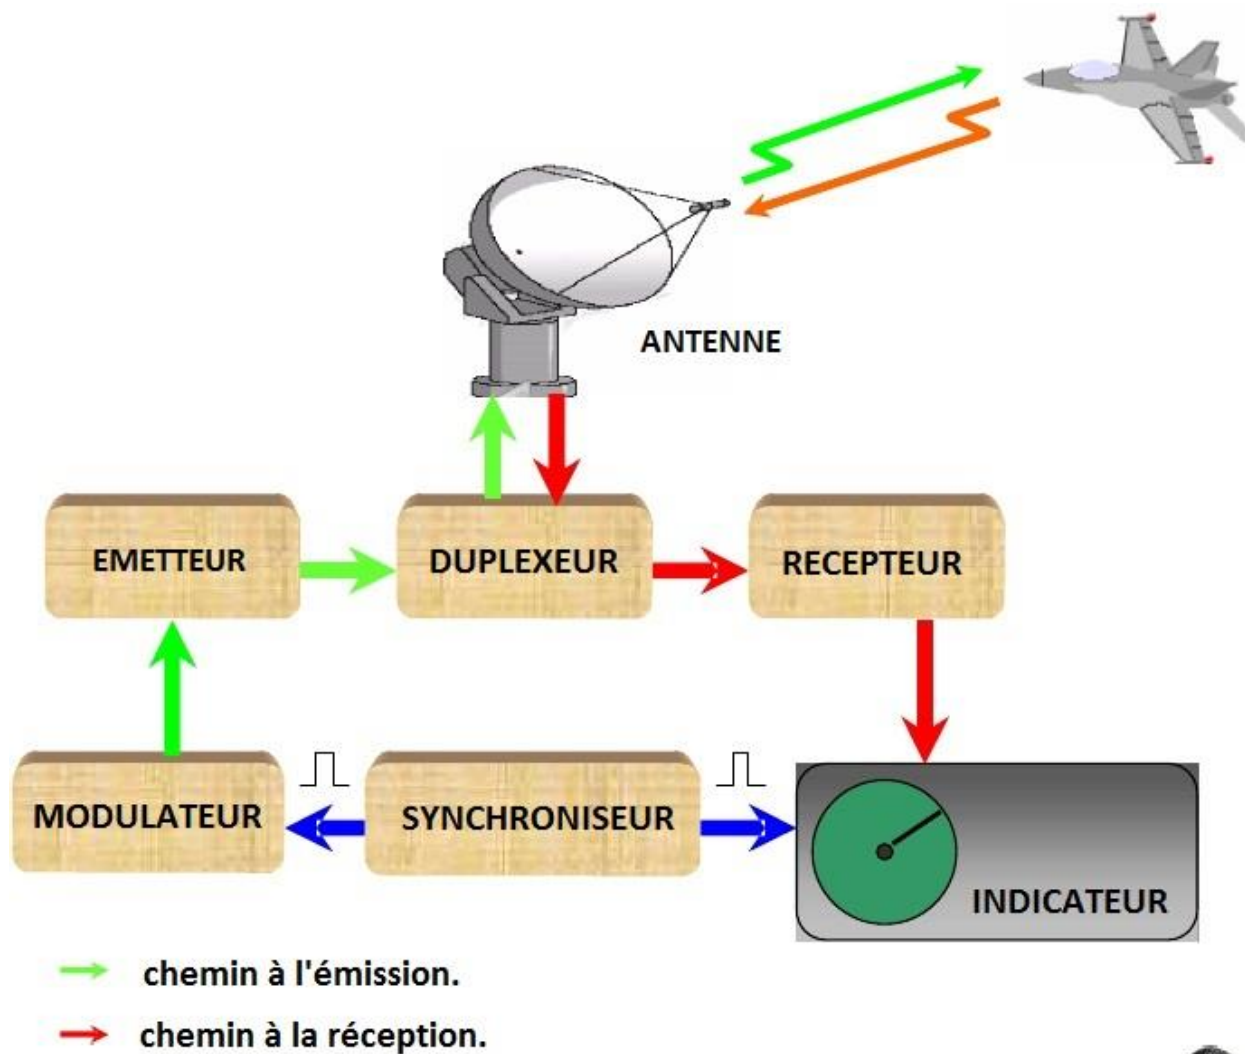 ANTENNE
EMETTEUR
DUPLEXEUR
RECEPTEUR
MODULATEUR
SYNCHRONISEUR
INDICATEUR
chemin à l'émission.
chemin à la réception.